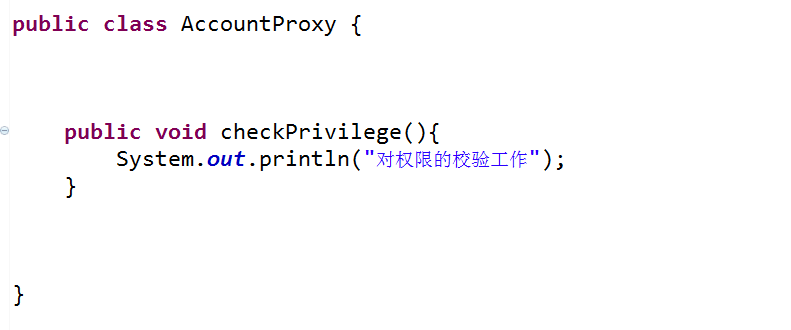 public class AccountProxy {
public void checkPrivilege(){
System.out.println("对权限的校验工作");
}
}